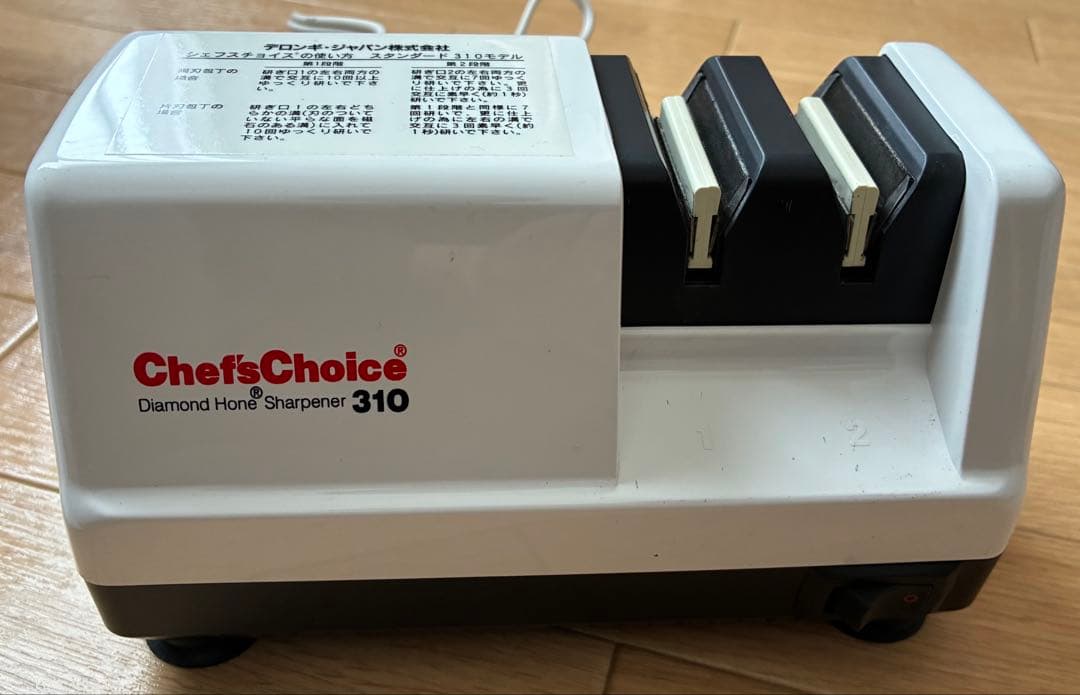 デロンギ・ジャパン株式会社
シェフスチョイス®の使い方 スタンダード310モデル
第1段階 第2段階
両刃包丁の場合
研ぎ口1の左右両方の
溝で交互に10回以上
ゆっくり研いで下さ
い。
研ぎ口2の左右両方の
溝で交互に7回ゆっく
り研いで下さい。更
に仕上げの為に3回
交互に素早く(約1秒)
研いで下さい。
片刃包丁の場合
研ぎ口1の左右どち
らかの溝(刃のついて
いない平らな面を磁
石のある溝)に入れて
10回ゆっくり研いで
下さい。
第1段階と同様に7
回研いで、更に仕上
げの為に左右の溝で
交互に3回素早く(約
1秒)研いで下さい。
Chef'sChoice®
Diamond Hone® Sharpener 310
1 2